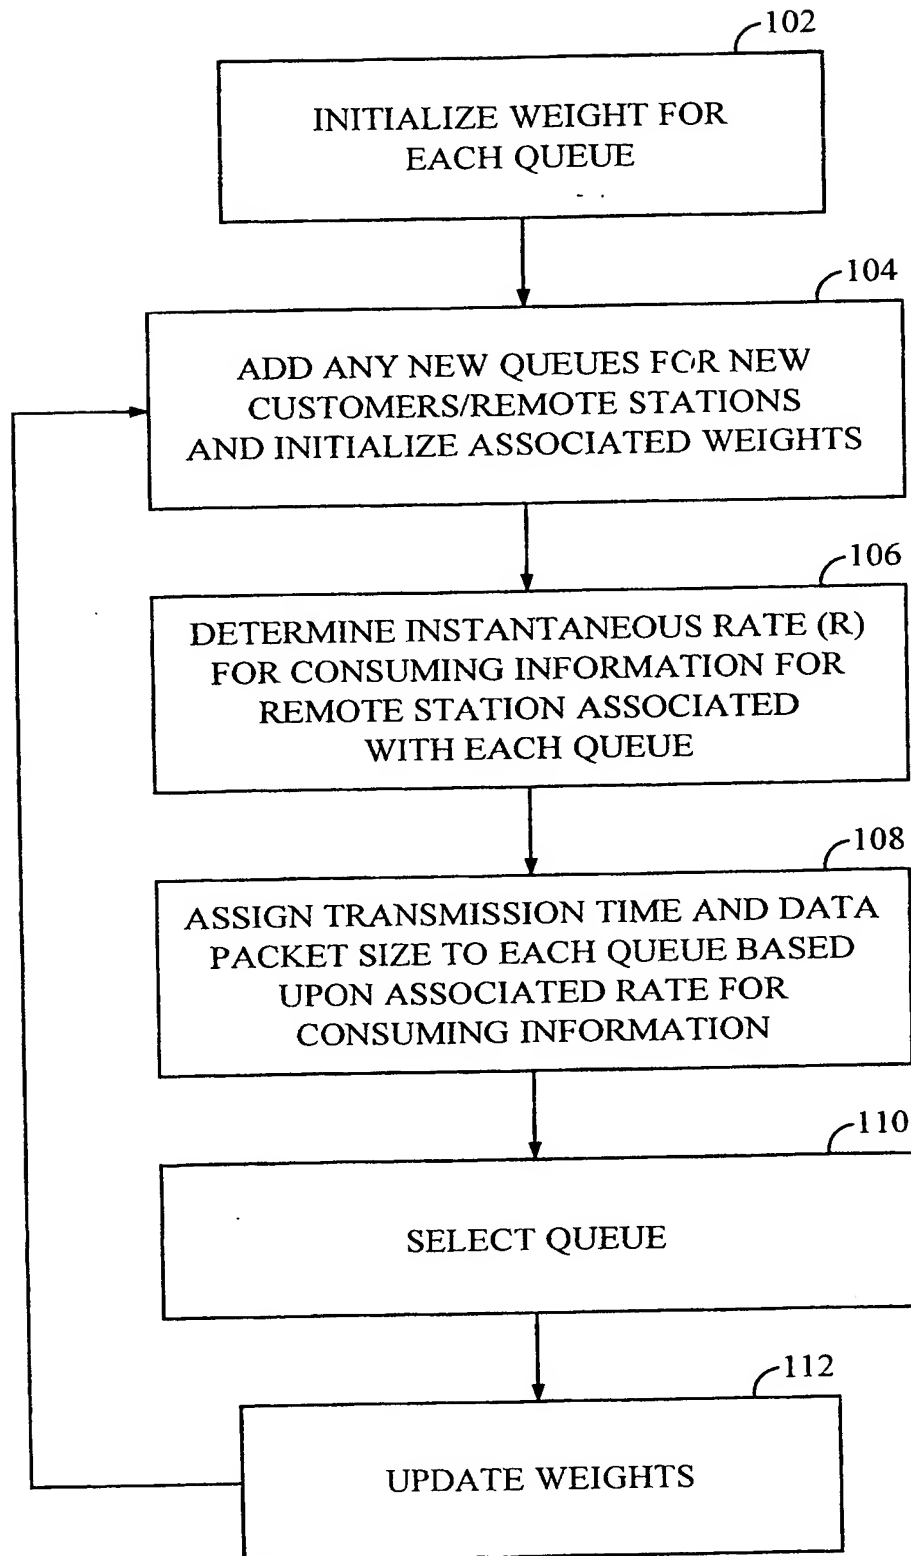 102
INITIALIZE WEIGHT FOR
EACH QUEUE
104
ADD ANY NEW QUEUES FOR NEW
CUSTOMERS/REMOTE STATIONS
AND INITIALIZE ASSOCIATED WEIGHTS
106
DETERMINE INSTANTANEOUS RATE (R)
FOR CONSUMING INFORMATION FOR
REMOTE STATION ASSOCIATED
WITH EACH QUEUE
108
ASSIGN TRANSMISSION TIME AND DATA
PACKET SIZE TO EACH QUEUE BASED
UPON ASSOCIATED RATE FOR
CONSUMING INFORMATION
110
SELECT QUEUE
112
UPDATE WEIGHTS